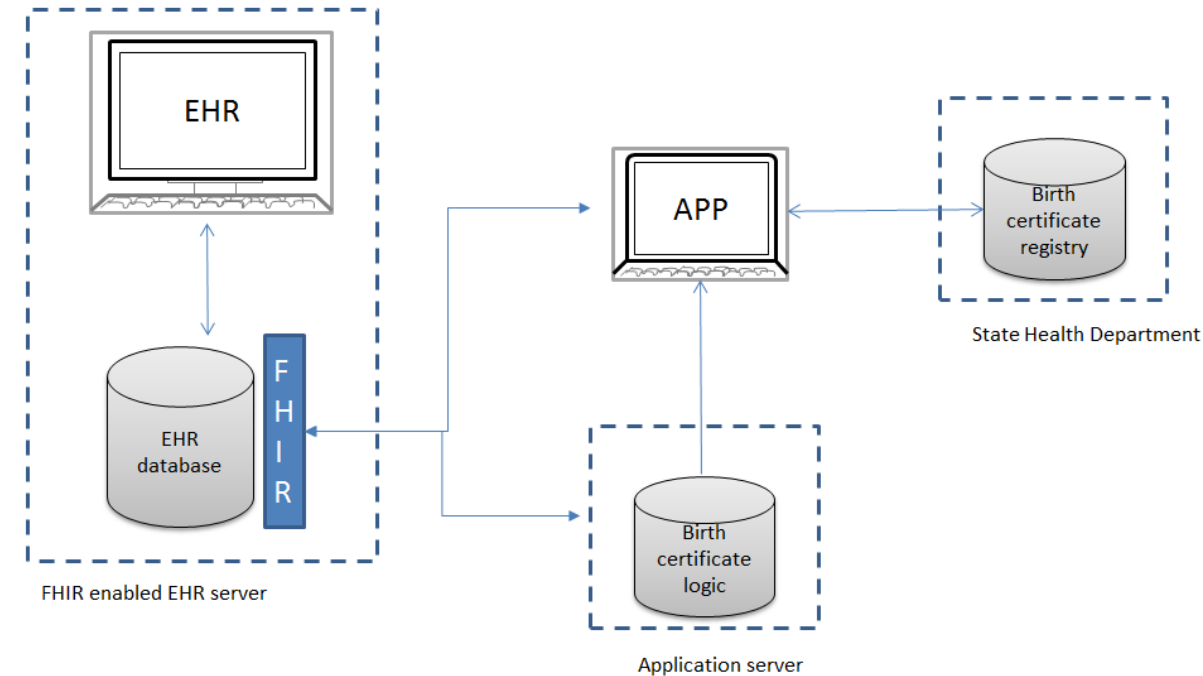 EHR
EHR
database
F
H
I
R
FHIR enabled EHR server
APP
Birth
certificate
registry
State Health Department
Birth
certificate
logic
Application server